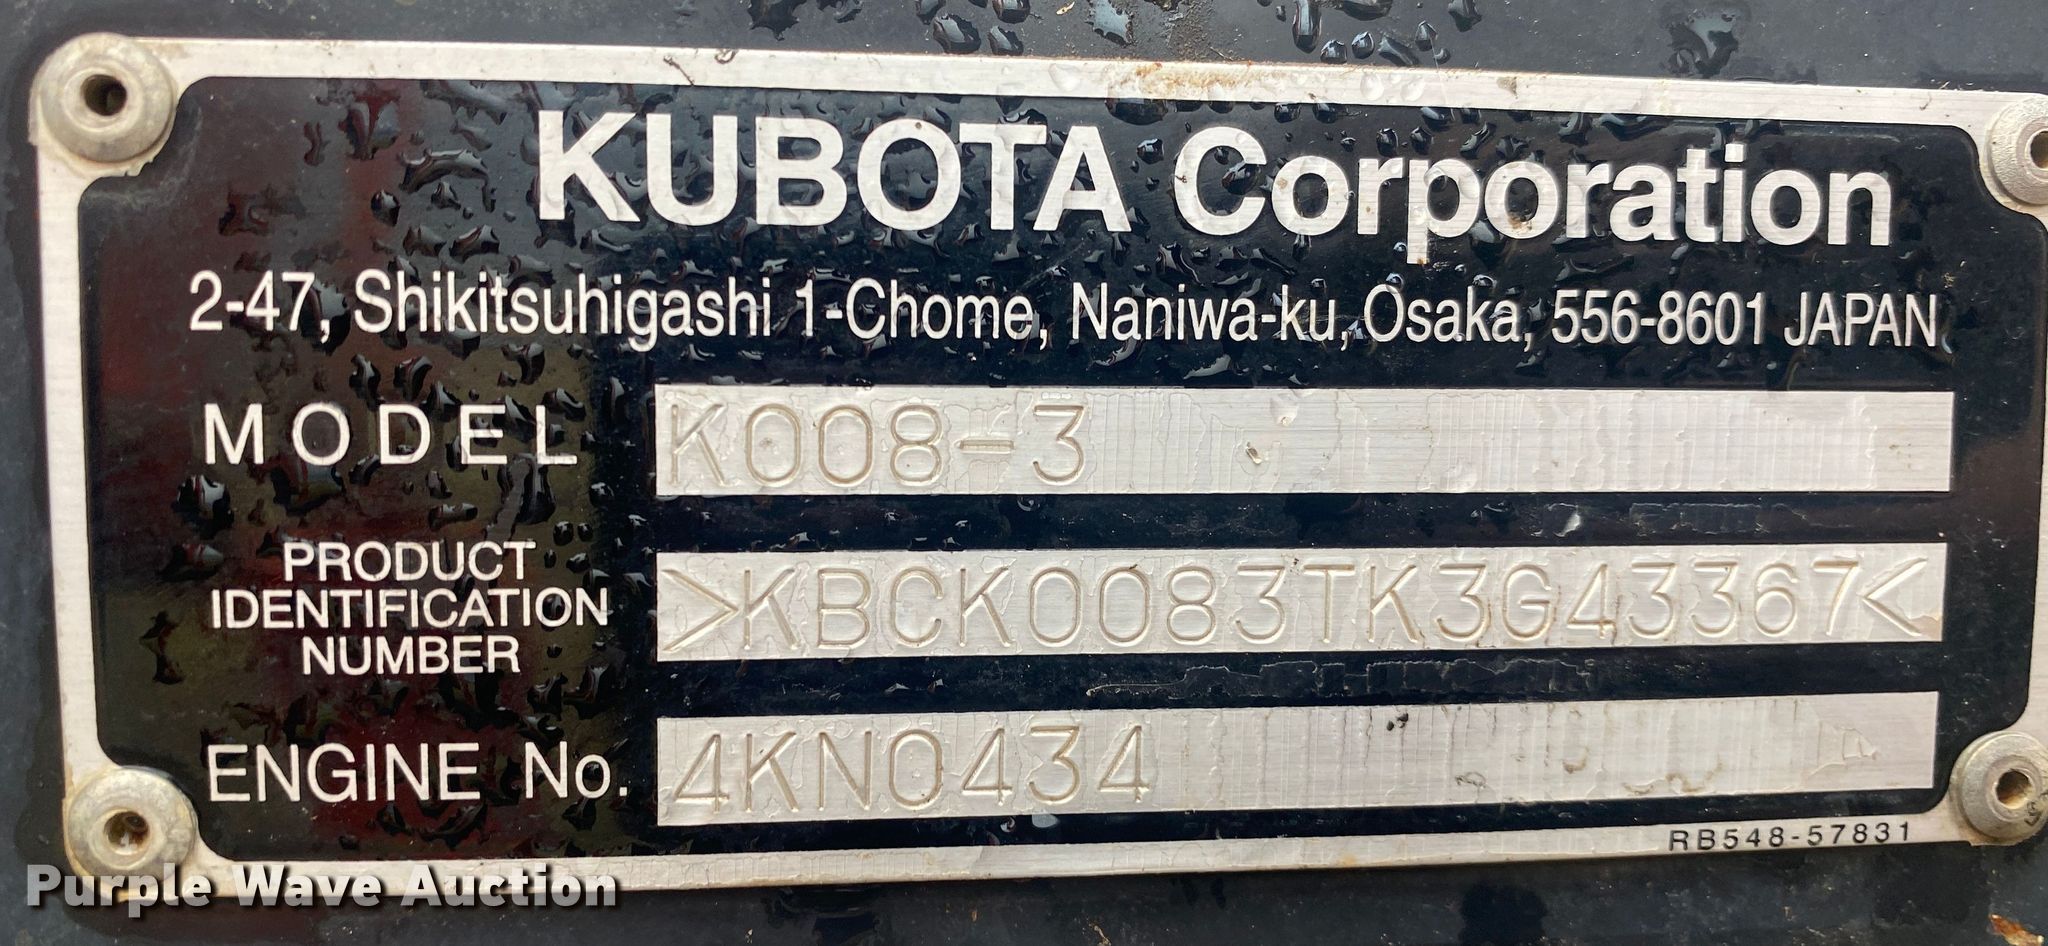 KUBOTA Corporation
2-47, Shikitsuhigashi 1-Chome, Naniwa-ku, Osaka, 556-8601 JAPAN
MODEL K008-3
PRODUCT
IDENTIFICATION
NUMBER
>KBCK0083TK3G43367<
ENGINE No. 4KN0434
RB548-57831
Purple Wave Auction